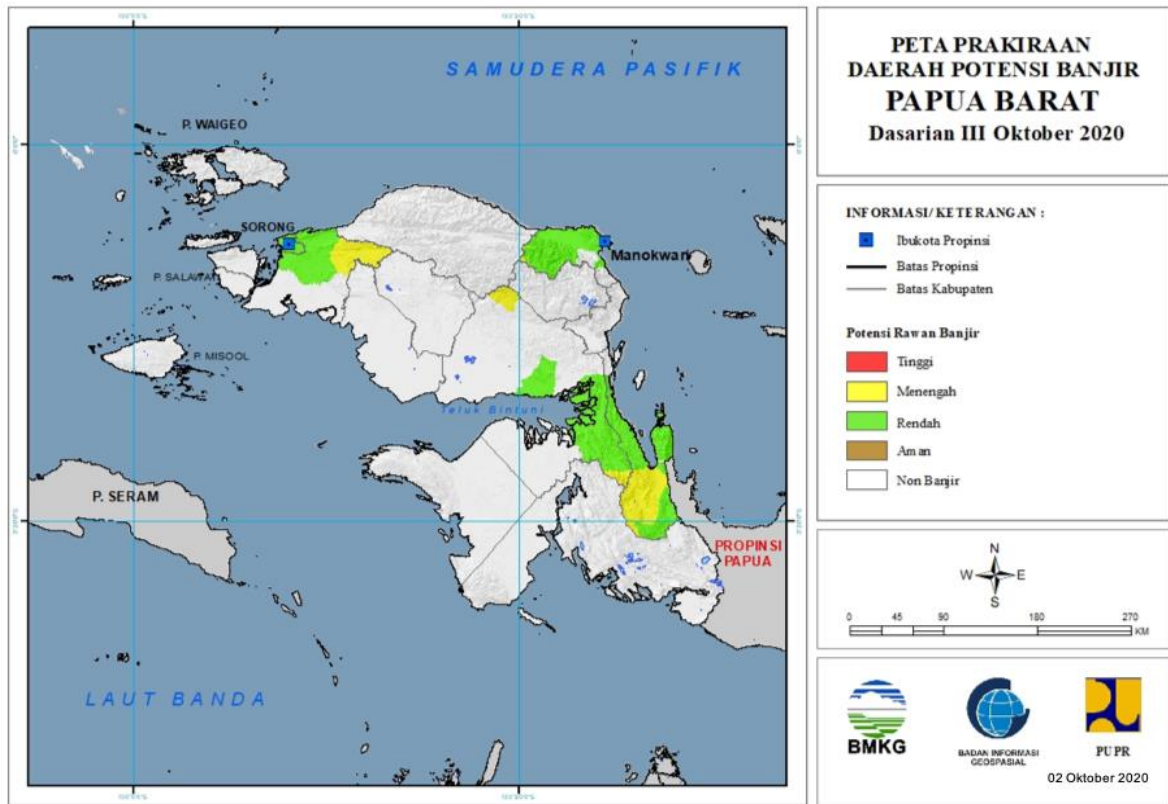 SAMUDERA PASIFIK
P. WAIGEO
SORONG
Manokwari
P. SALAWATI
P. MISOOL
Teluk Bintuni
P. SERAM
PROPINSI
PAPUA
LAUT BANDA
PETA PRAKIRAAN
DAERAH POTENSI BANJIR
PAPUA BARAT
Dasarian III Oktober 2020
INFORMASI/KETERANGAN :
Ibukota Propinsi
Batas Propinsi
Batas Kabupaten
Potensi Rawan Banjir
Tinggi
Menengah
Rendah
Aman
Non Banjir
N
W E
S
0 45 90 180 270
KM
BMKG
BADAN INFORMASI
GEOSPASIAL
PUPR
02 Oktober 2020